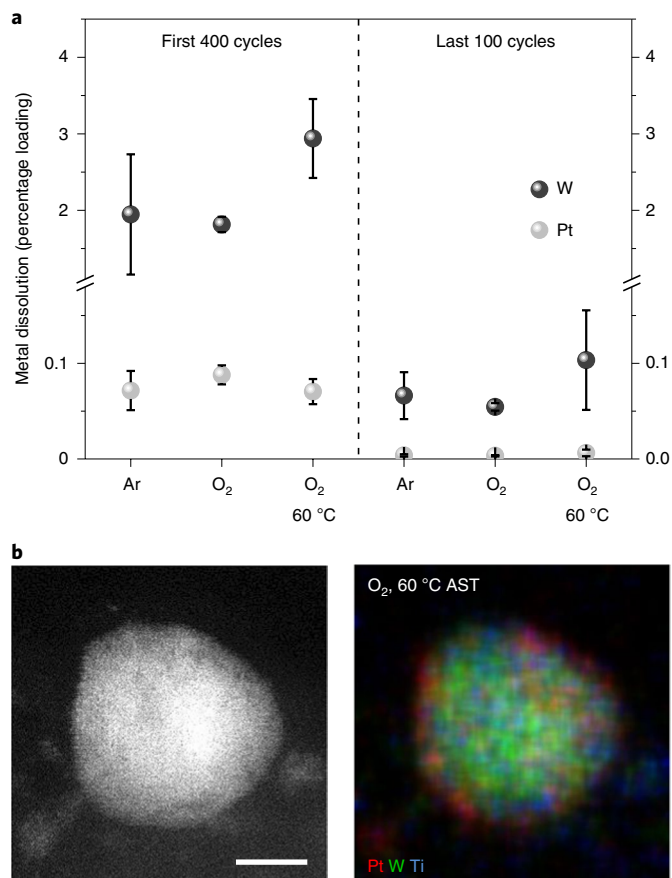 a
First 400 cycles
Last 100 cycles
Metal dissolution (percentage loading)
4
3
2
0.1
0
4
3
2
0.1
0.0
W
Pt
Ar
O₂
O₂
60 °C
Ar
O₂
O₂
60 °C
b
O₂, 60 °C AST
Pt W Ti